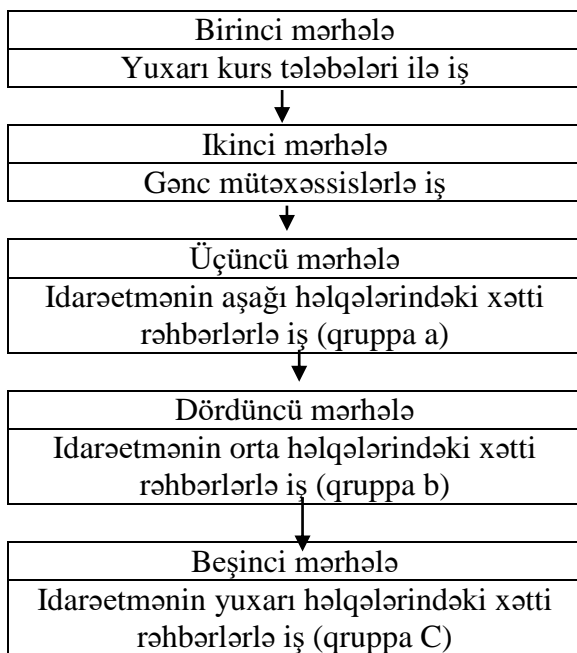 Birinci mərhələ
Yuxarı kurs tələbələri ilə iş
Ikinci mərhələ
Gənc mütəxəssislərlə iş
Üçüncü mərhələ
Idarəetmənin aşağı həlqələrindəki xətti
rəhbərlərlə iş (qruppa a)
Dördüncü mərhələ
Idarəetmənin orta həlqələrindəki xətti
rəhbərlərlə iş (qruppa b)
Beşinci mərhələ
Idarəetmənin yuxarı həlqələrindəki xətti
rəhbərlərlə iş (qruppa C)